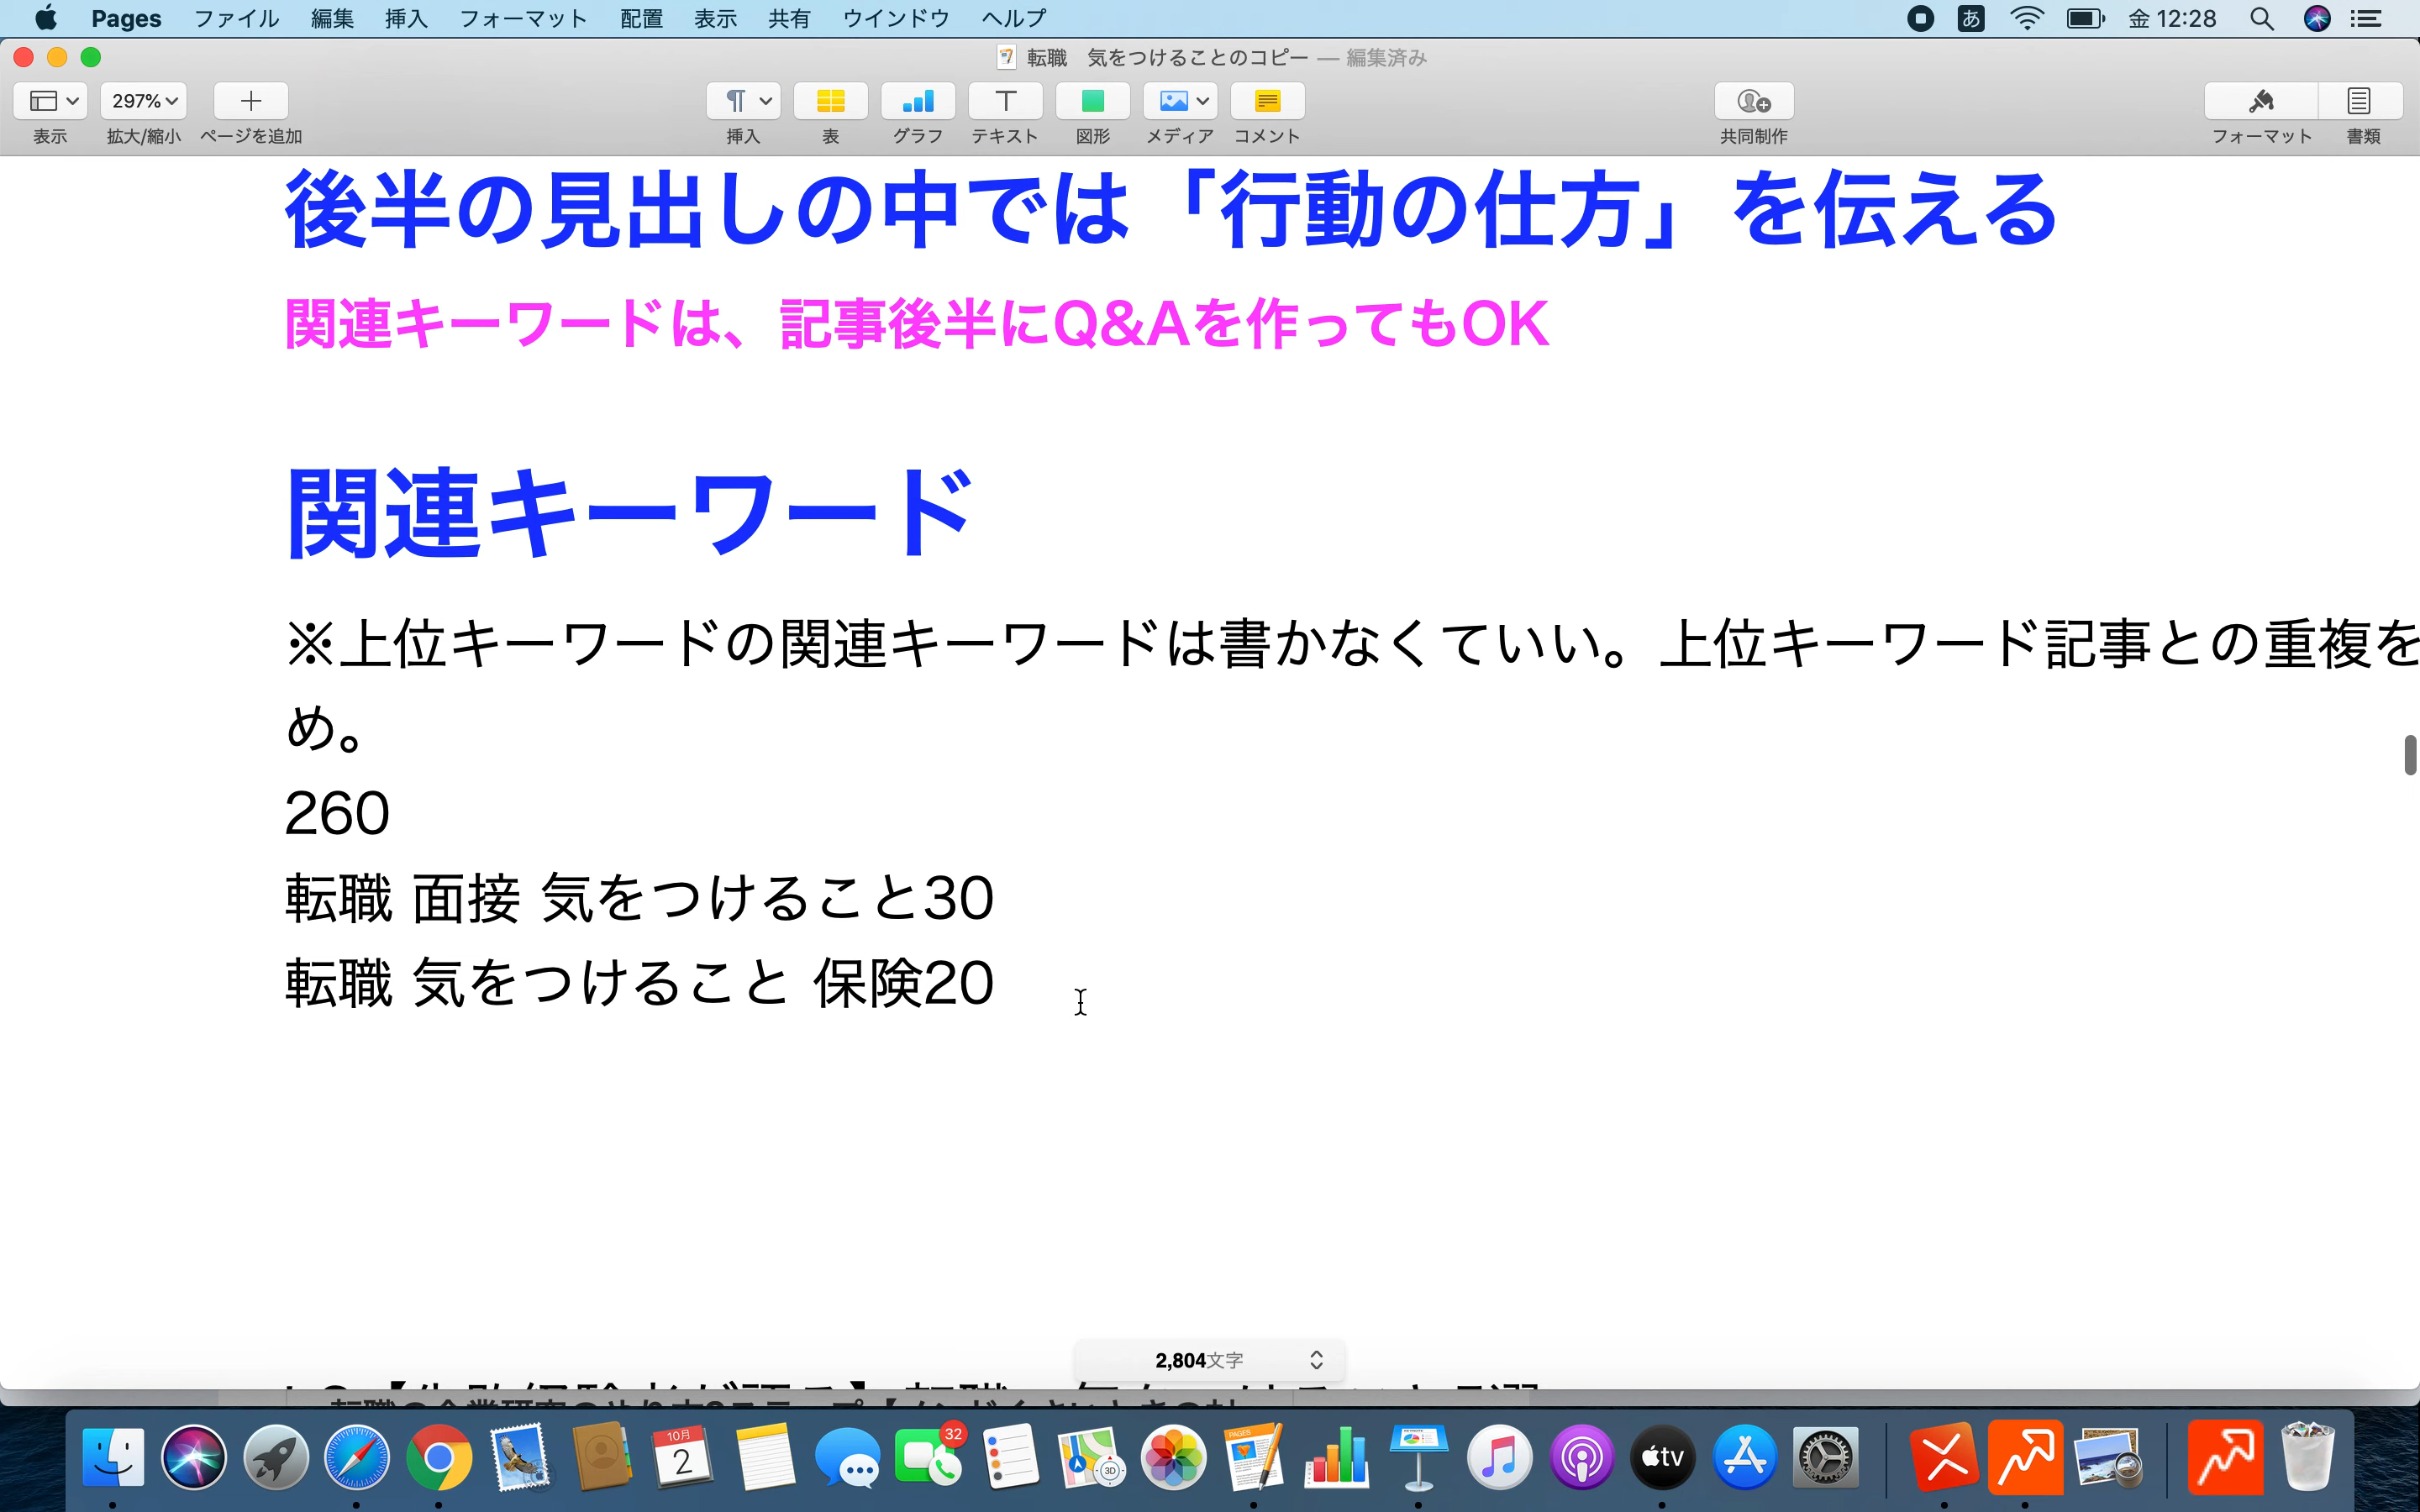 Pages ファイル 編集 挿入 フォーマット 配置 表示 共有 ウインドウ ヘルプ あ 金 12:28
転職　気をつけることのコピー — 編集済み
297%
表示 拡大/縮小 ページを追加 挿入 表 グラフ テキスト 図形 メディア コメント 共同制作 フォーマット 書類
後半の見出しの中では「行動の仕方」を伝える
関連キーワードは、記事後半にQ&Aを作ってもOK
関連キーワード
※上位キーワードの関連キーワードは書かなくていい。上位キーワード記事との重複を
め。
260
転職 面接 気をつけること30
転職 気をつけること 保険20
2,804文字
10月
2
32
PAGES
3D
tv